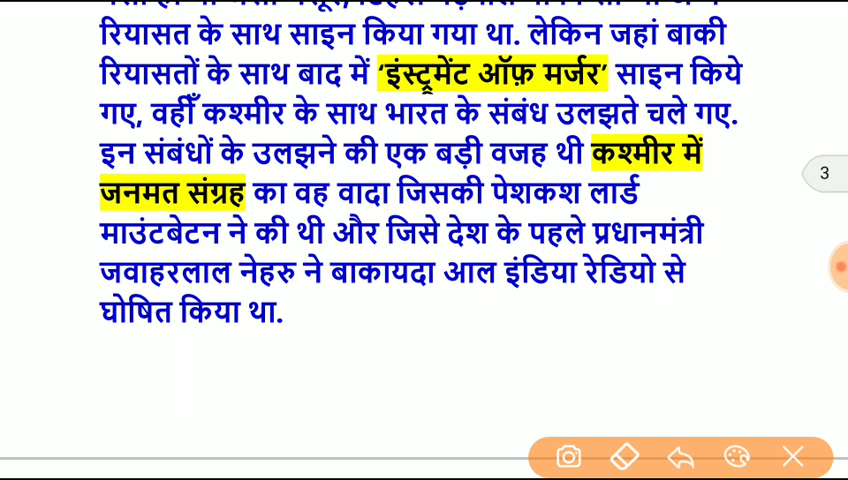 रियासत के साथ साइन किया गया था. लेकिन जहां बाकी
रियासतों के साथ बाद में ‘इंस्ट्रूमेंट ऑफ़ मर्जर’ साइन किये
गए, वहीँ कश्मीर के साथ भारत के संबंध उलझते चले गए.
इन संबंधों के उलझने की एक बड़ी वजह थी कश्मीर में
जनमत संग्रह का वह वादा जिसकी पेशकश लार्ड
माउंटबेटन ने की थी और जिसे देश के पहले प्रधानमंत्री
जवाहरलाल नेहरु ने बाकायदा आल इंडिया रेडियो से
घोषित किया था.
3